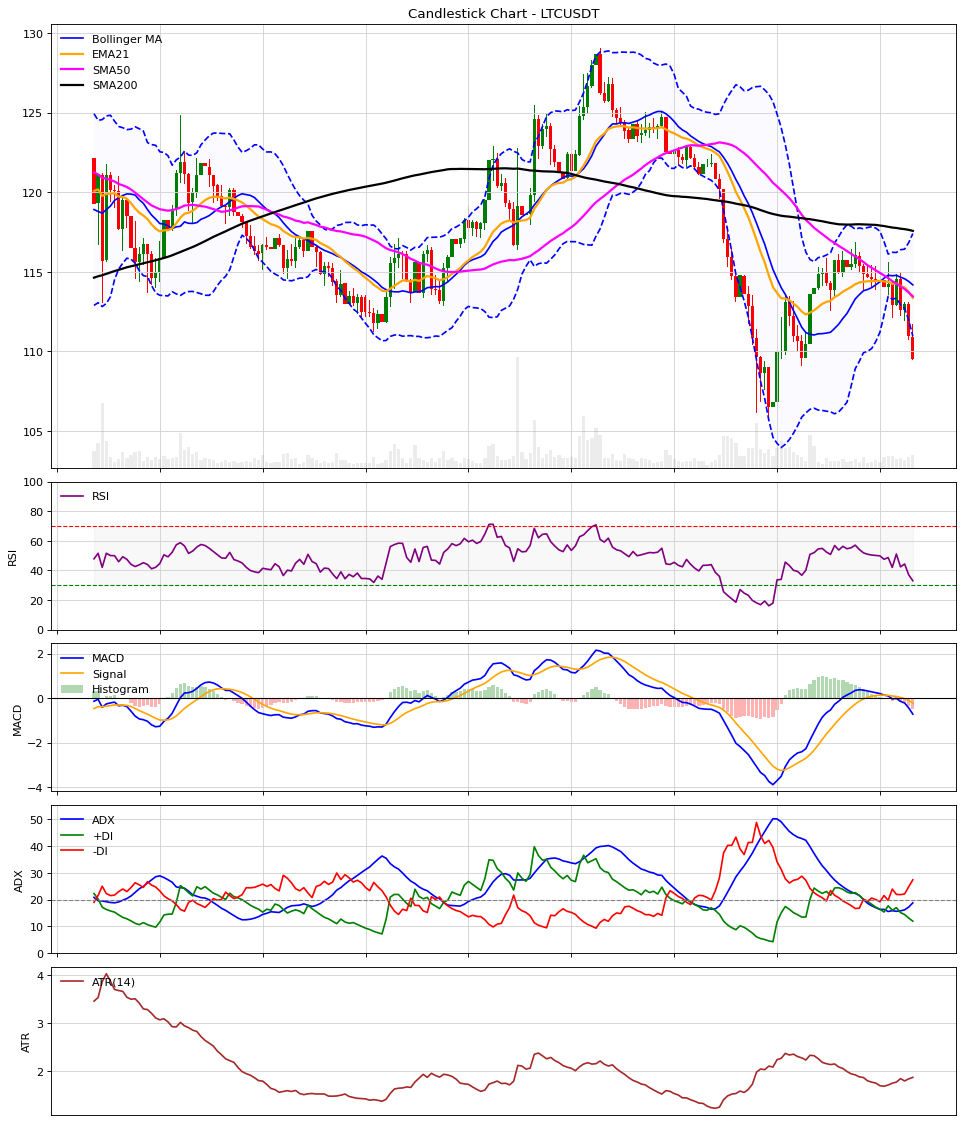 Candlestick Chart - LTCUSDT
130
125
120
115
110
105
Bollinger MA
EMA21
SMA50
SMA200
100
80
60
40
20
0
RSI
RSI
2
0
−2
−4
MACD
MACD
Signal
Histogram
50
40
30
20
10
0
ADX
ADX
+DI
-DI
4
3
2
ATR
ATR(14)